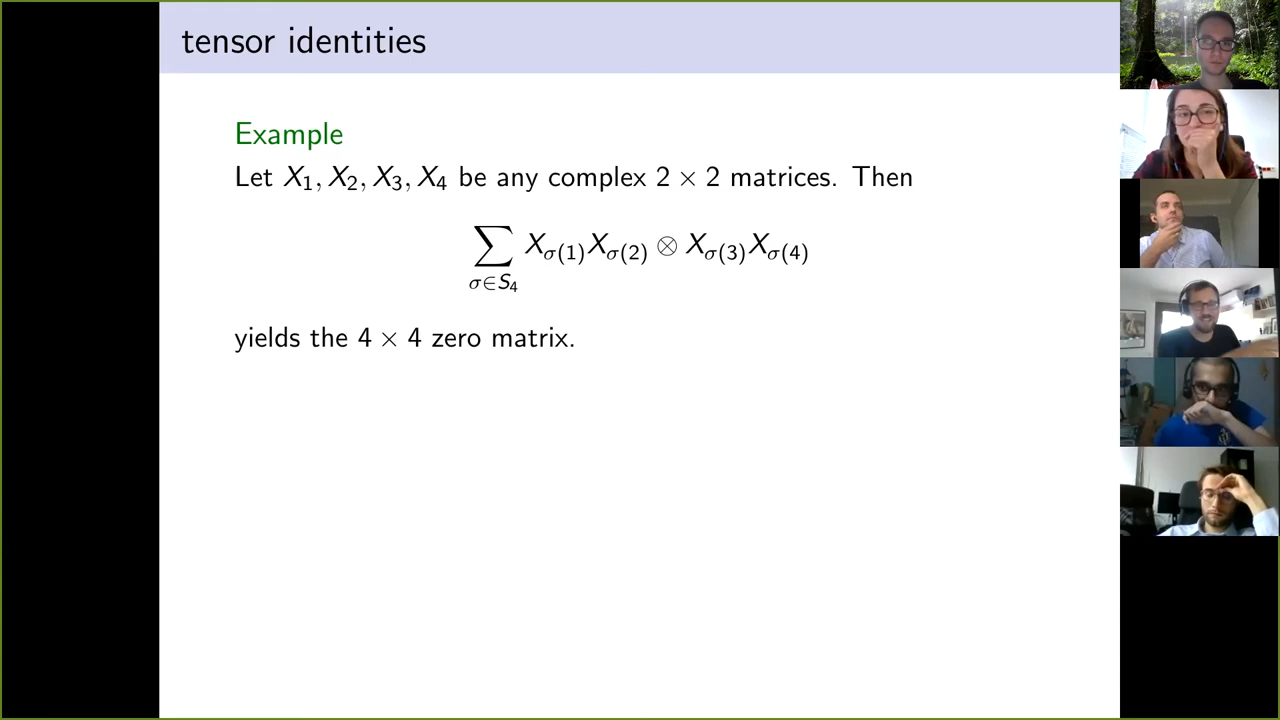 tensor identities
Example
Let X₁, X₂, X₃, X₄ be any complex 2 × 2 matrices. Then
∑_{σ∈S₄} X_{σ(1)}X_{σ(2)} ⊗ X_{σ(3)}X_{σ(4)}
yields the 4 × 4 zero matrix.